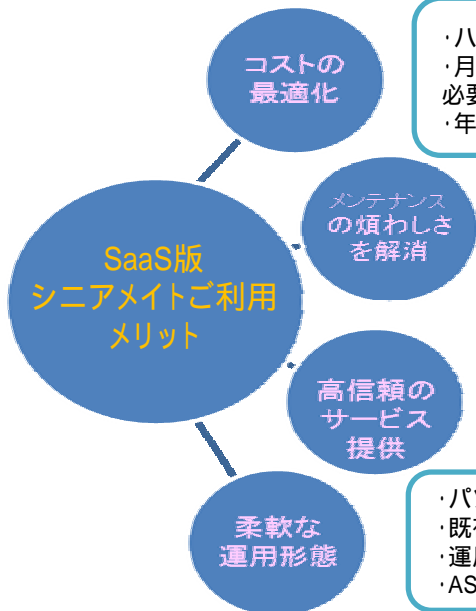 コストの
最適化
・ハ
・月
必要
・年
メンテナンス
の煩わしさ
を解消
SaaS版
シニアメイトご利用
メリット
高信頼の
サービス
提供
柔軟な
運用形態
・パ
・既
・運
・AS